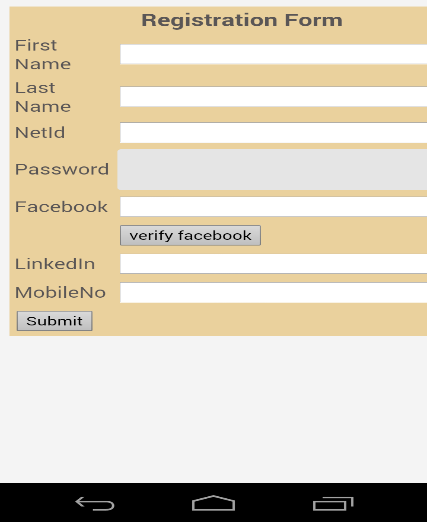 Registration Form
First
Name
Last
Name
NetId
Password
Facebook
verify facebook
LinkedIn
MobileNo
Submit